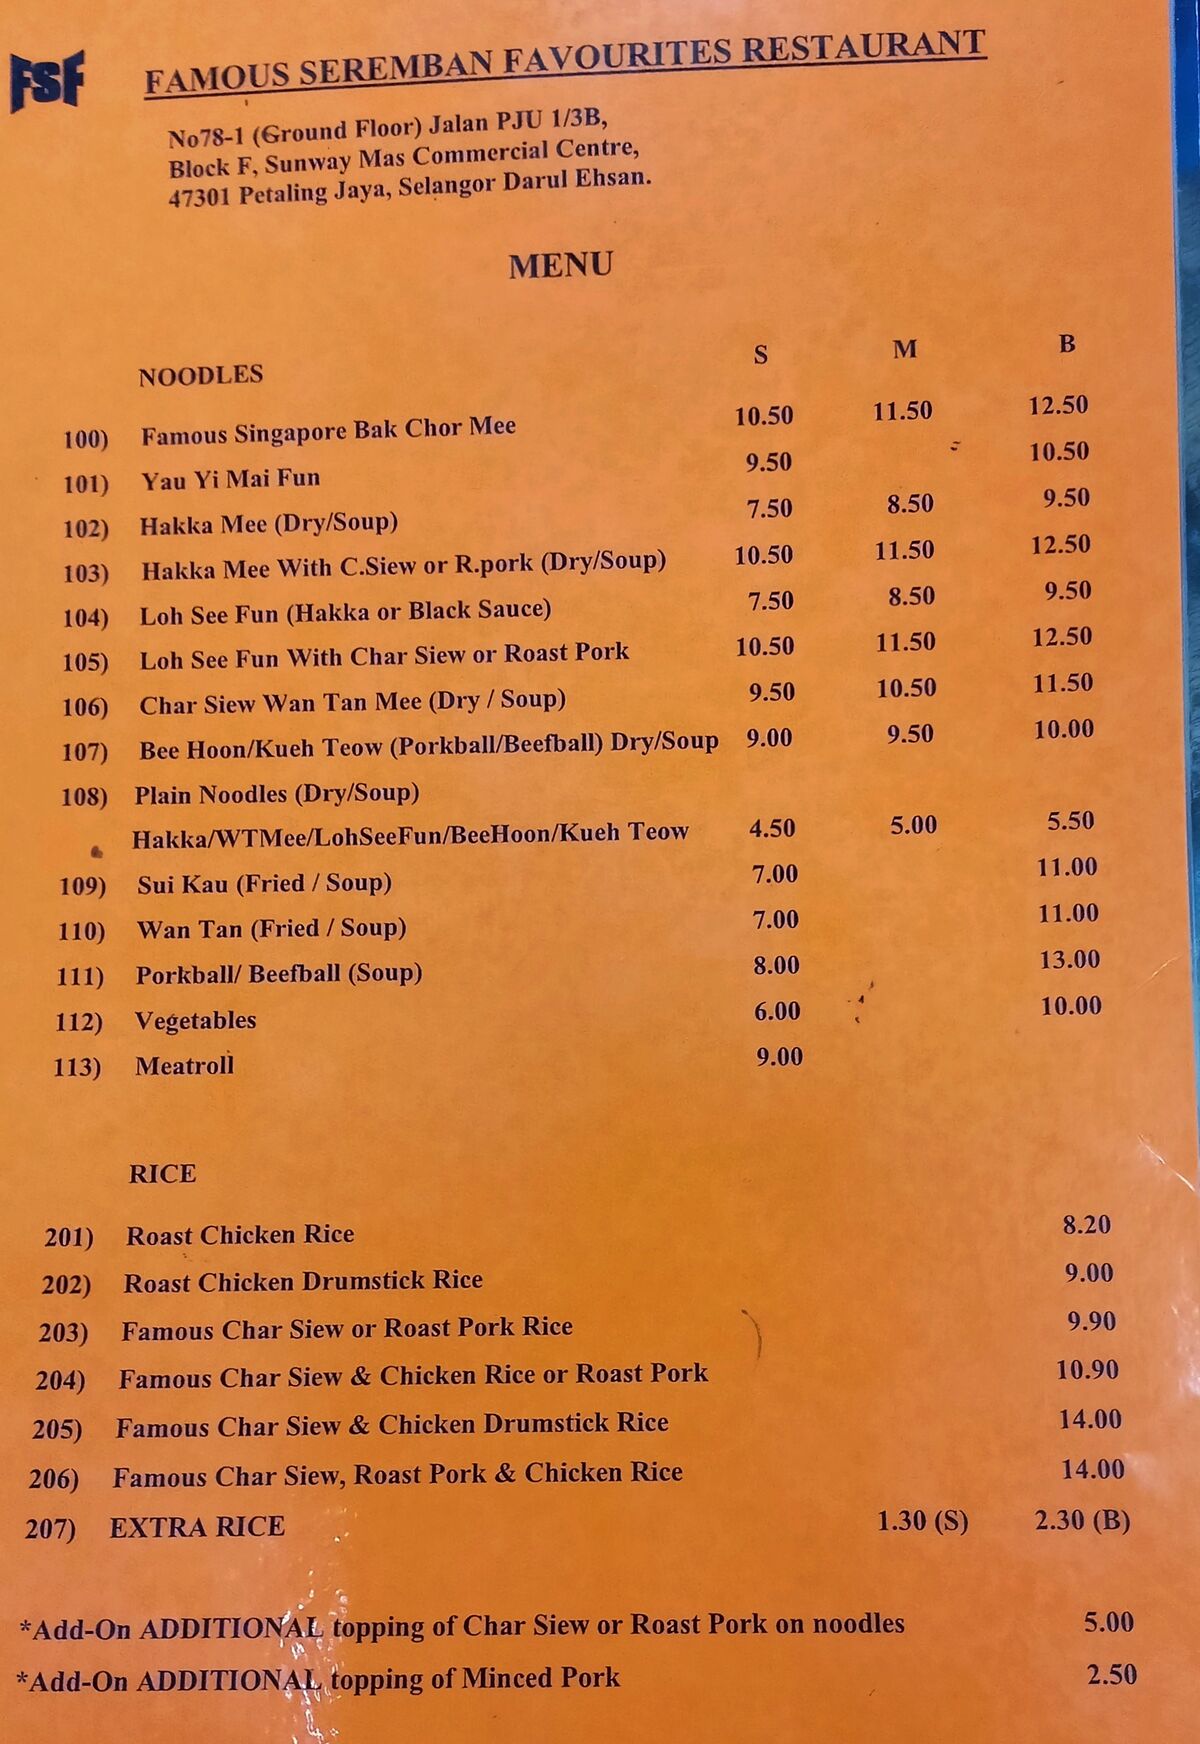 FSF
FAMOUS SEREMBAN FAVOURITES RESTAURANT
No78-1 (Ground Floor) Jalan PJU 1/3B,
Block F, Sunway Mas Commercial Centre,
47301 Petaling Jaya, Selangor Darul Ehsan.
MENU
NOODLES S M B
100) Famous Singapore Bak Chor Mee 10.50 11.50 12.50
101) Yau Yi Mai Fun 9.50 10.50
102) Hakka Mee (Dry/Soup) 7.50 8.50 9.50
103) Hakka Mee With C.Siew or R.pork (Dry/Soup) 10.50 11.50 12.50
104) Loh See Fun (Hakka or Black Sauce) 7.50 8.50 9.50
105) Loh See Fun With Char Siew or Roast Pork 10.50 11.50 12.50
106) Char Siew Wan Tan Mee (Dry / Soup) 9.50 10.50 11.50
107) Bee Hoon/Kueh Teow (Porkball/Beefball) Dry/Soup 9.00 9.50 10.00
108) Plain Noodles (Dry/Soup)
Hakka/WTMee/LohSeeFun/BeeHoon/Kueh Teow 4.50 5.00 5.50
109) Sui Kau (Fried / Soup) 7.00 11.00
110) Wan Tan (Fried / Soup) 7.00 11.00
111) Porkball/ Beefball (Soup) 8.00 13.00
112) Vegetables 6.00 10.00
113) Meatroll 9.00
RICE
201) Roast Chicken Rice 8.20
202) Roast Chicken Drumstick Rice 9.00
203) Famous Char Siew or Roast Pork Rice 9.90
204) Famous Char Siew & Chicken Rice or Roast Pork 10.90
205) Famous Char Siew & Chicken Drumstick Rice 14.00
206) Famous Char Siew, Roast Pork & Chicken Rice 14.00
207) EXTRA RICE 1.30 (S) 2.30 (B)
*Add-On ADDITIONAL topping of Char Siew or Roast Pork on noodles 5.00
*Add-On ADDITIONAL topping of Minced Pork 2.50